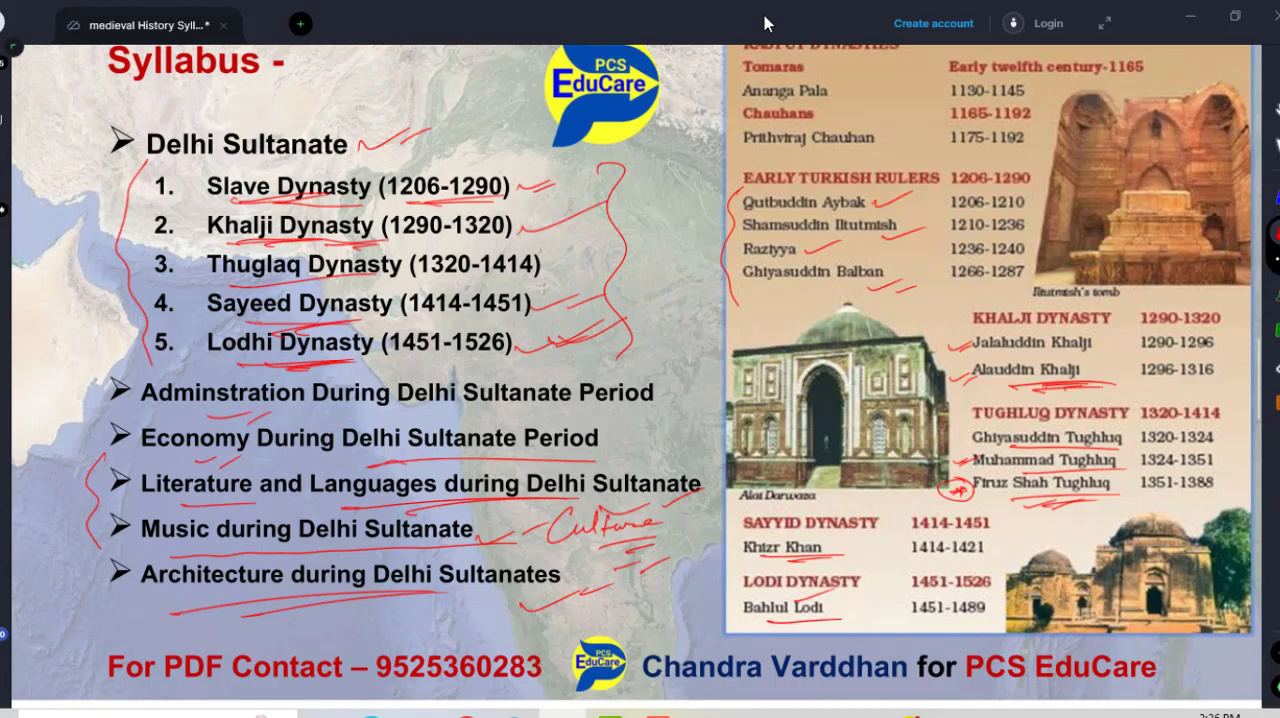 medieval History Syll...*
Create account
Login
Syllabus -
PCS
EduCare
Delhi Sultanate
1. Slave Dynasty (1206-1290)
2. Khalji Dynasty (1290-1320)
3. Thuglaq Dynasty (1320-1414)
4. Sayeed Dynasty (1414-1451)
5. Lodhi Dynasty (1451-1526)
Adminstration During Delhi Sultanate Period
Economy During Delhi Sultanate Period
Literature and Languages during Delhi Sultanate
Music during Delhi Sultanate
Culture
Architecture during Delhi Sultanates
RAJPUT DYNASTIES
Tomaras Early twelfth century-1165
Ananga Pala 1130-1145
Chauhans 1165-1192
Prithviraj Chauhan 1175-1192
EARLY TURKISH RULERS 1206-1290
Qutbuddin Aybak 1206-1210
Shamsuddin Iltutmish 1210-1236
Raziyya 1236-1240
Ghiyasuddin Balban 1266-1287
Iltutmish's tomb
KHALJI DYNASTY 1290-1320
Jalaluddin Khalji 1290-1296
Alauddin Khalji 1296-1316
TUGHLUQ DYNASTY 1320-1414
Ghiyasuddin Tughluq 1320-1324
Muhammad Tughluq 1324-1351
Firuz Shah Tughluq 1351-1388
Alai Darwaza
SAYYID DYNASTY 1414-1451
Khizr Khan 1414-1421
LODI DYNASTY 1451-1526
Bahlul Lodi 1451-1489
For PDF Contact – 9525360283
PCS
EduCare
Chandra Varddhan for PCS EduCare